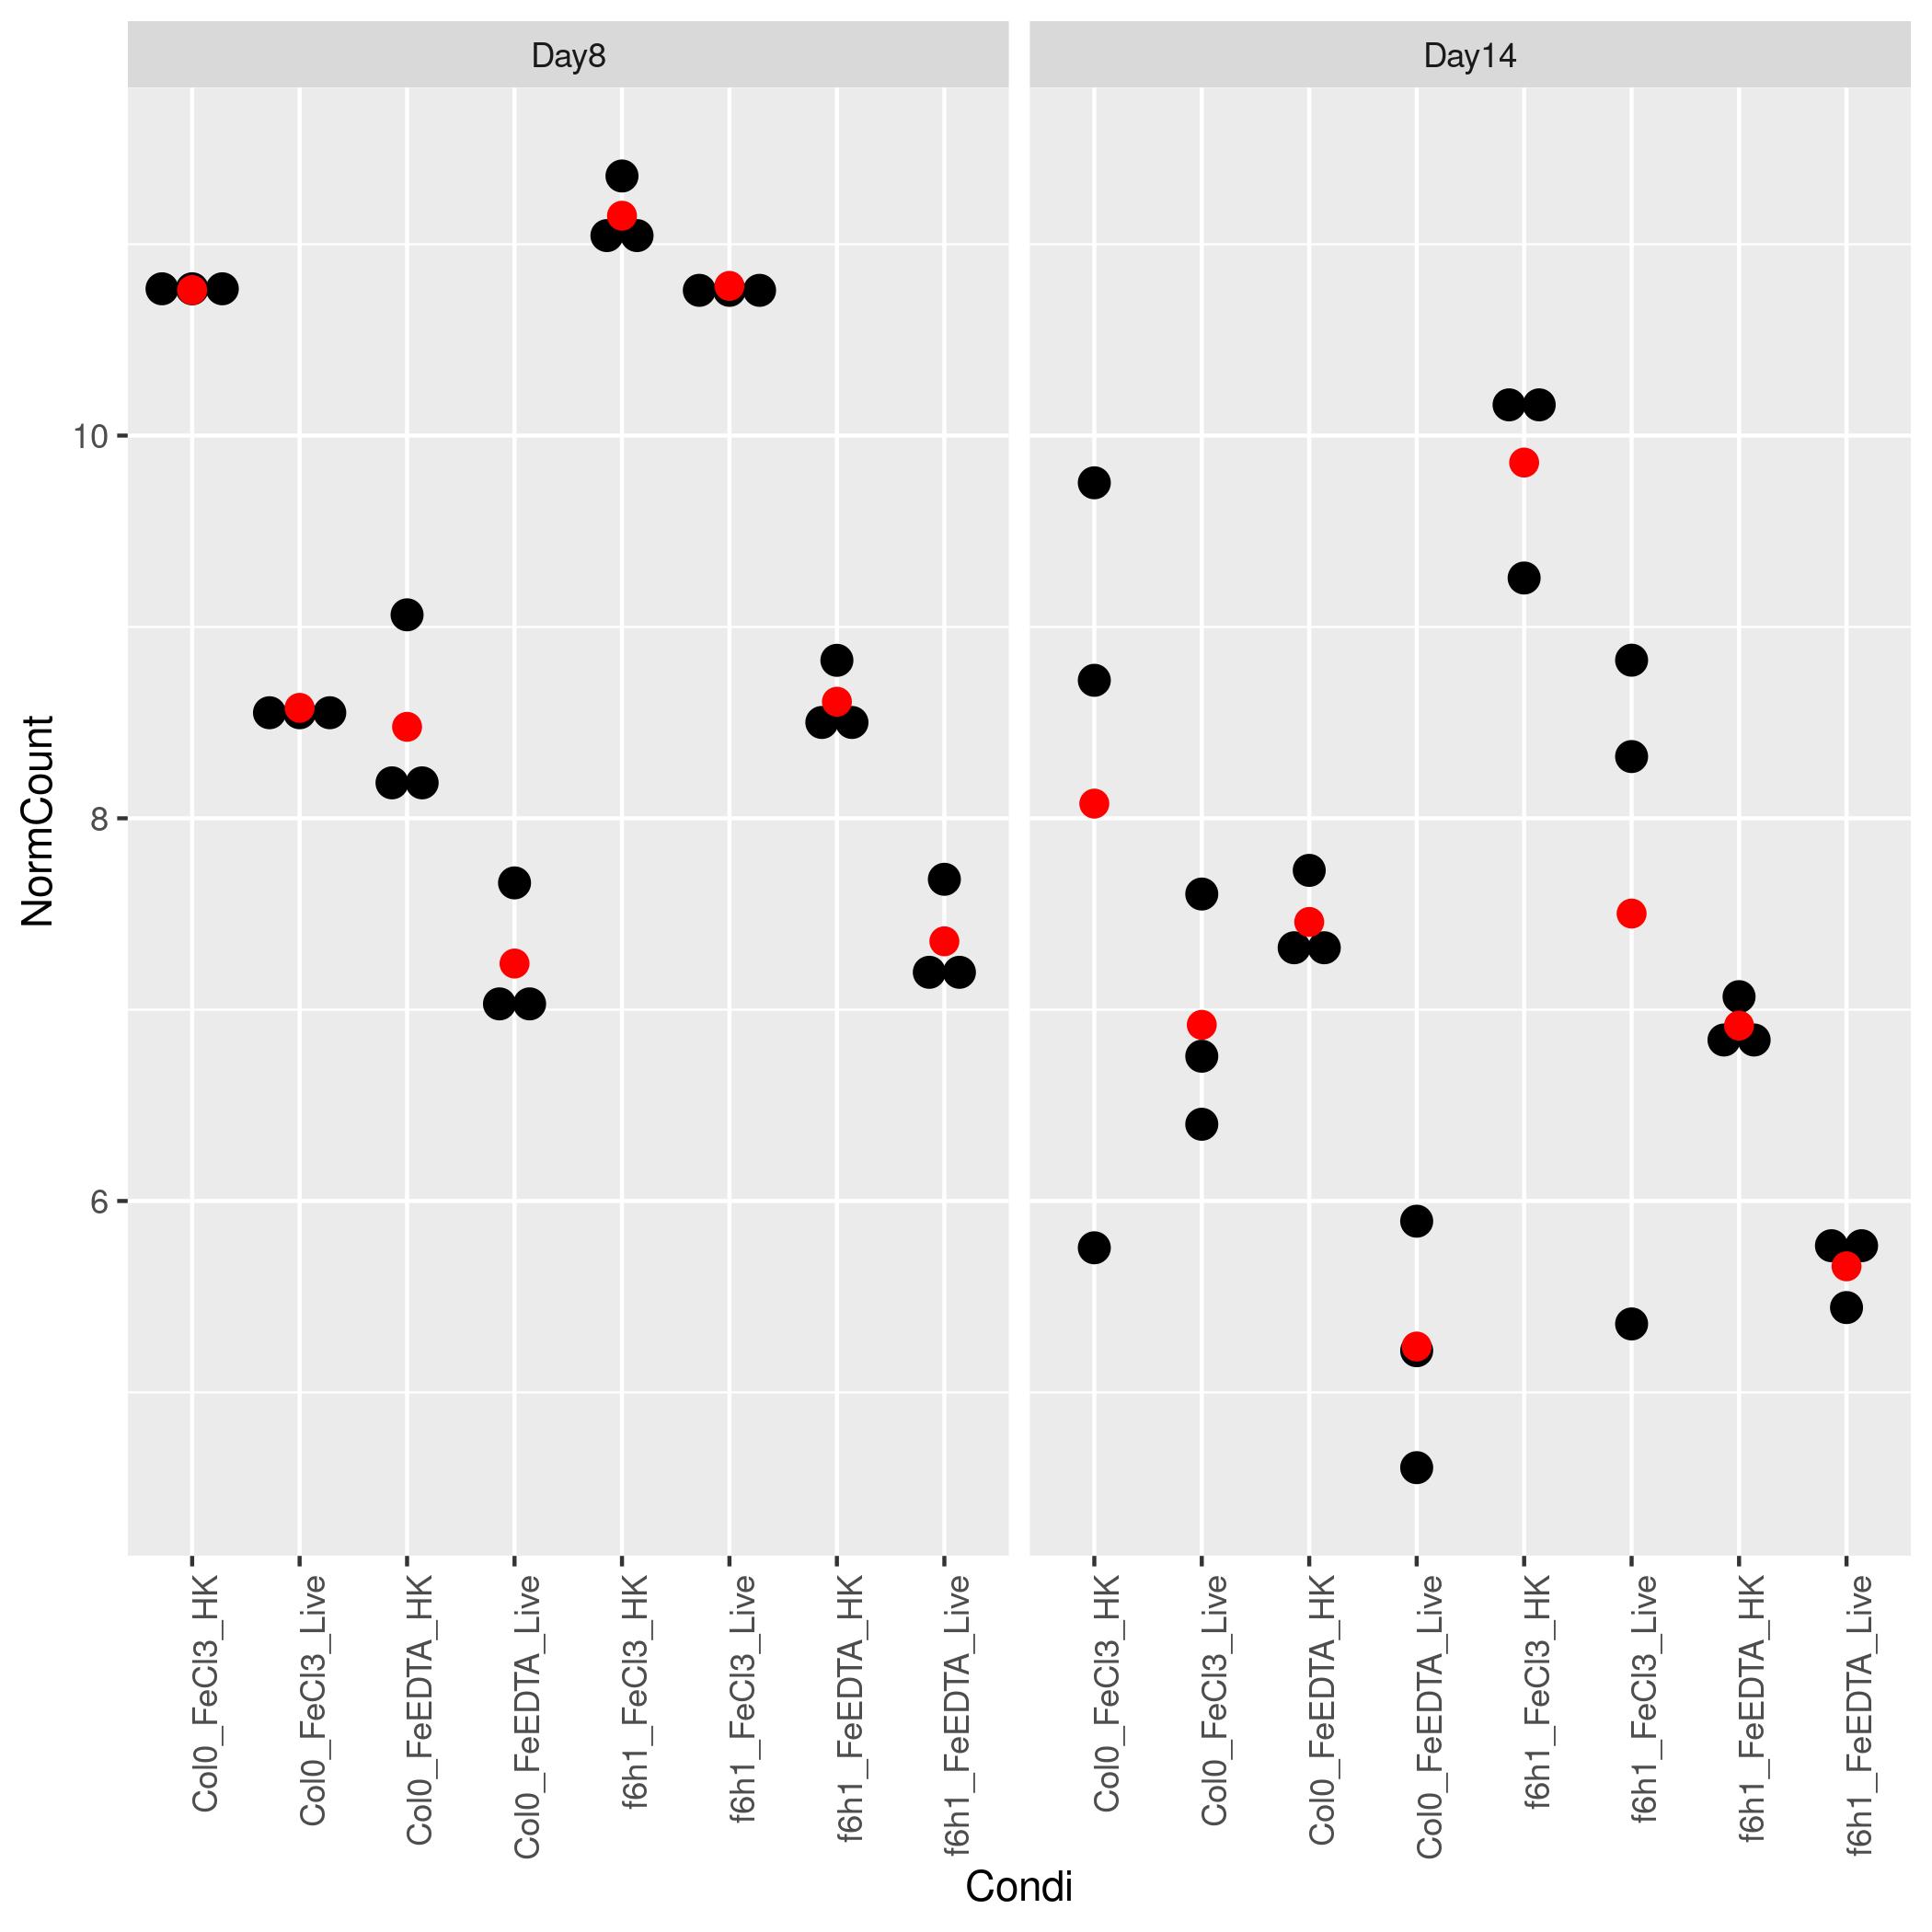 Day8
Day14
NormCount
10
8
6
Col0_FeCl3_HK
Col0_FeCl3_Live
Col0_FeEDTA_HK
Col0_FeEDTA_Live
f6h1_FeCl3_HK
f6h1_FeCl3_Live
f6h1_FeEDTA_HK
f6h1_FeEDTA_Live
Col0_FeCl3_HK
Col0_FeCl3_Live
Col0_FeEDTA_HK
Col0_FeEDTA_Live
f6h1_FeCl3_HK
f6h1_FeCl3_Live
f6h1_FeEDTA_HK
f6h1_FeEDTA_Live
Condi